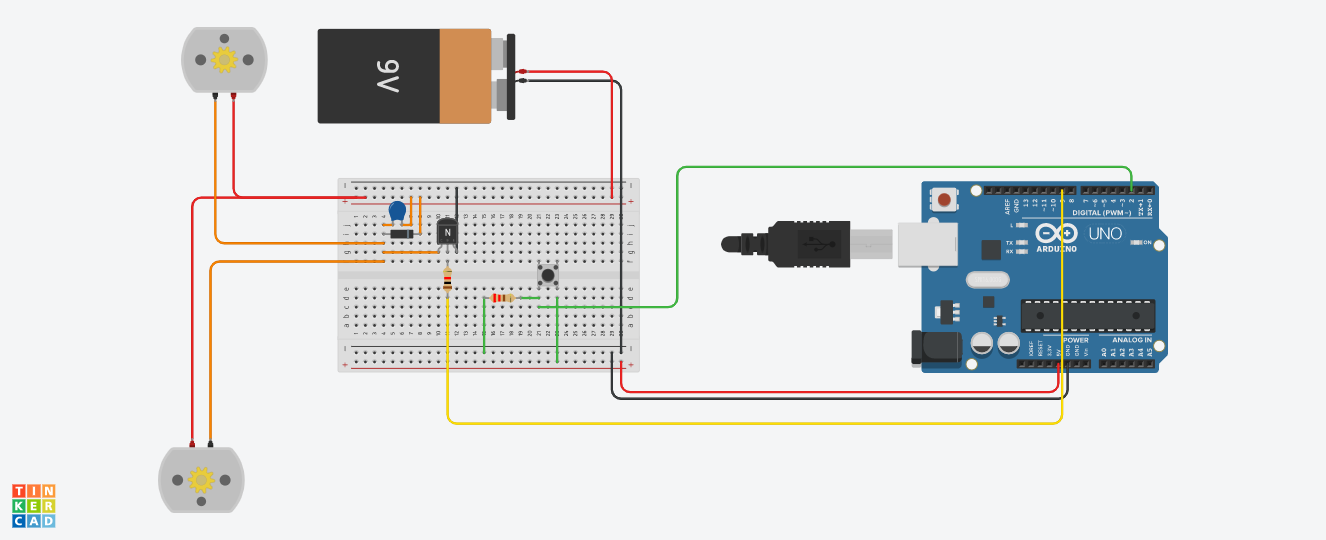 9V
N
AREF
GND
13
12
~11
~10
8
7
~6
~5
4
~3
2
TX→1
RX←0
DIGITAL (PWM~)
L
TX
RX
UNO
ON
ARDUINO
POWER
ANALOG IN
IOREF
RESET
3.3V
5V
GND
GND
Vin
A0
A1
A2
A3
A4
A5
a b c d e
f g h i j
TIN
KER
CAD